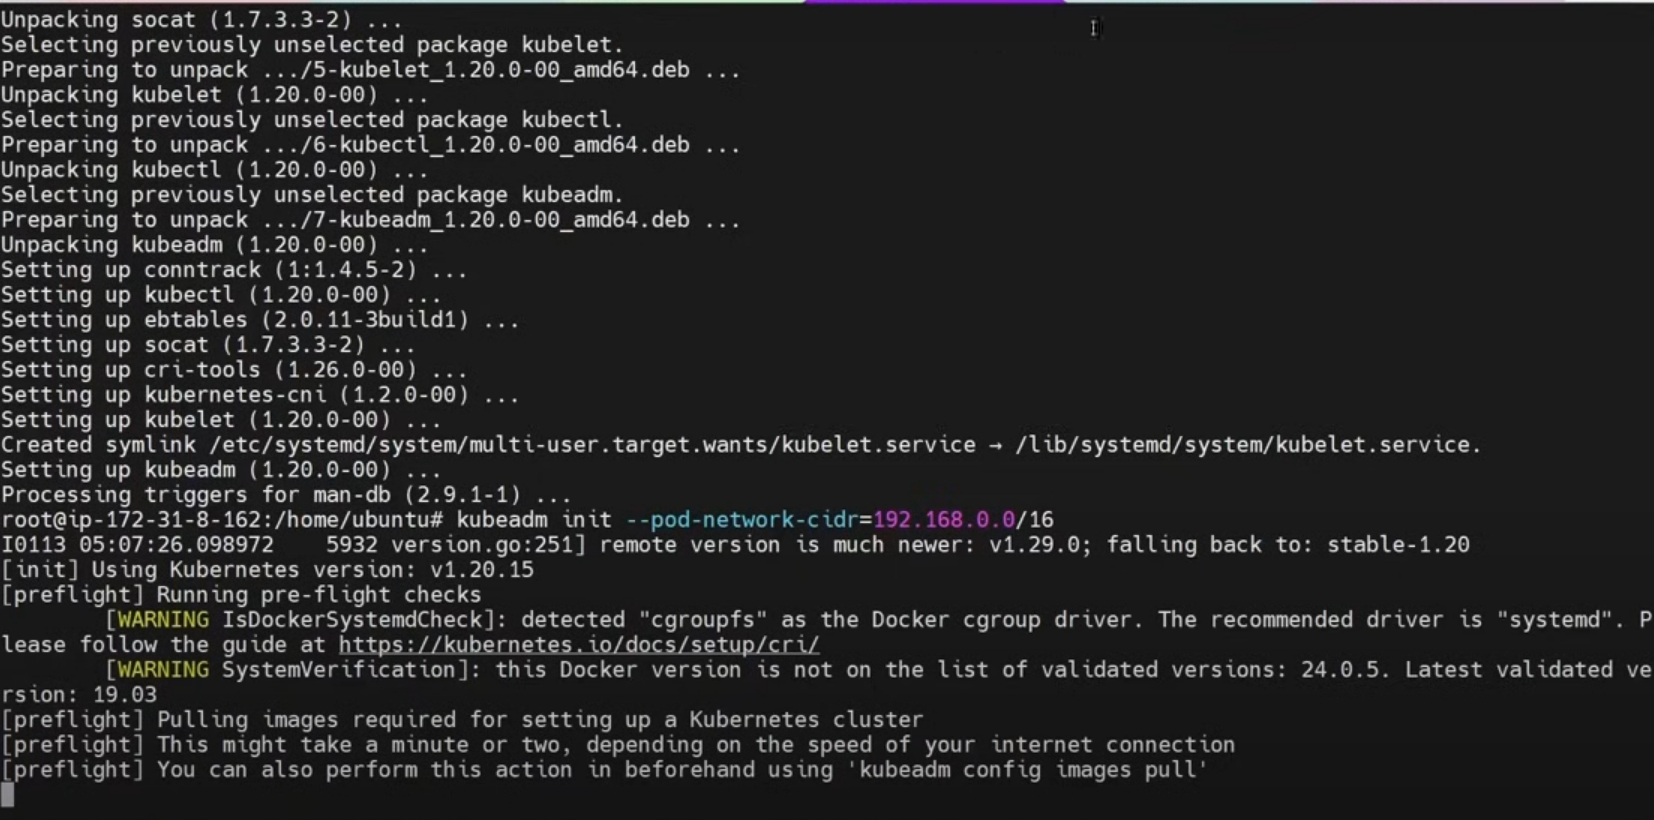 Unpacking socat (1.7.3.3-2) ...
Selecting previously unselected package kubelet.
Preparing to unpack .../5-kubelet_1.20.0-00_amd64.deb ...
Unpacking kubelet (1.20.0-00) ...
Selecting previously unselected package kubectl.
Preparing to unpack .../6-kubectl_1.20.0-00_amd64.deb ...
Unpacking kubectl (1.20.0-00) ...
Selecting previously unselected package kubeadm.
Preparing to unpack .../7-kubeadm_1.20.0-00_amd64.deb ...
Unpacking kubeadm (1.20.0-00) ...
Setting up conntrack (1:1.4.5-2) ...
Setting up kubectl (1.20.0-00) ...
Setting up ebtables (2.0.11-3build1) ...
Setting up socat (1.7.3.3-2) ...
Setting up cri-tools (1.26.0-00) ...
Setting up kubernetes-cni (1.2.0-00) ...
Setting up kubelet (1.20.0-00) ...
Created symlink /etc/systemd/system/multi-user.target.wants/kubelet.service → /lib/systemd/system/kubelet.service.
Setting up kubeadm (1.20.0-00) ...
Processing triggers for man-db (2.9.1-1) ...
root@ip-172-31-8-162:/home/ubuntu# kubeadm init --pod-network-cidr=192.168.0.0/16
I0113 05:07:26.098972    5932 version.go:251] remote version is much newer: v1.29.0; falling back to: stable-1.20
[init] Using Kubernetes version: v1.20.15
[preflight] Running pre-flight checks
        [WARNING IsDockerSystemdCheck]: detected "cgroupfs" as the Docker cgroup driver. The recommended driver is "systemd". P
lease follow the guide at https://kubernetes.io/docs/setup/cri/
        [WARNING SystemVerification]: this Docker version is not on the list of validated versions: 24.0.5. Latest validated ve
rsion: 19.03
[preflight] Pulling images required for setting up a Kubernetes cluster
[preflight] This might take a minute or two, depending on the speed of your internet connection
[preflight] You can also perform this action in beforehand using 'kubeadm config images pull'